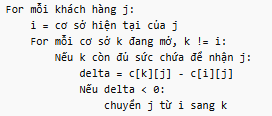 For mỗi khách hàng j:
    i = cơ sở hiện tại của j
    For mỗi cơ sở k đang mở, k != i:
        Nếu k còn đủ sức chứa để nhận j:
            delta = c[k][j] - c[i][j]
            Nếu delta < 0:
                chuyển j từ i sang k